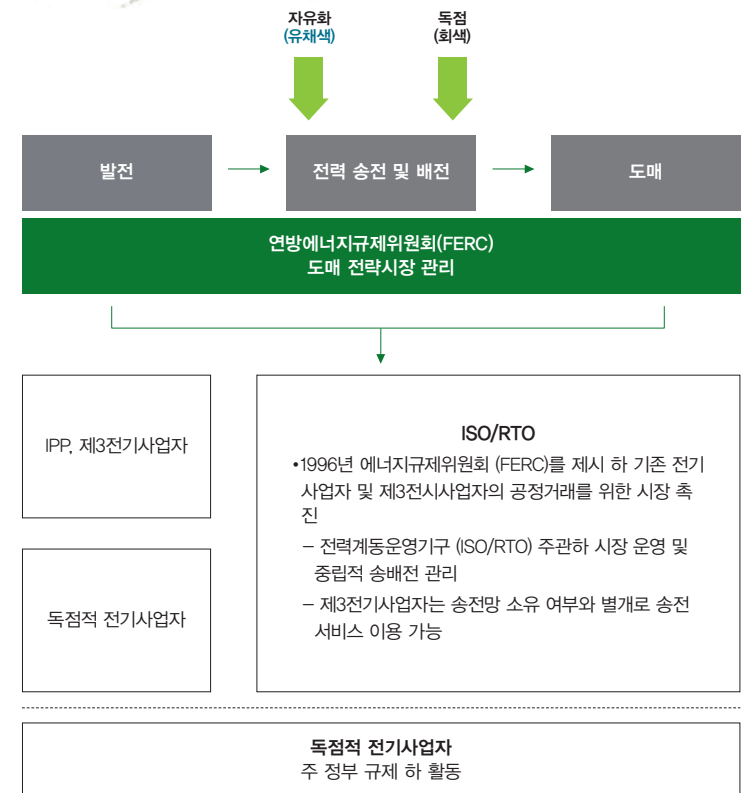 자유화
(유채색)
독점
(회색)
발전
전력 송전 및 배전
도매
연방에너지규제위원회(FERC)
도매 전략시장 관리
IPP, 제3전기사업자
독점적 전기사업자
ISO/RTO
•1996년 에너지규제위원회 (FERC)를 제시 하 기존 전기
사업자 및 제3전시사업자의 공정거래를 위한 시장 촉
진
– 전력계동운영기구 (ISO/RTO) 주관하 시장 운영 및
중립적 송배전 관리
– 제3전기사업자는 송전망 소유 여부와 별개로 송전
서비스 이용 가능
독점적 전기사업자
주 정부 규제 하 활동